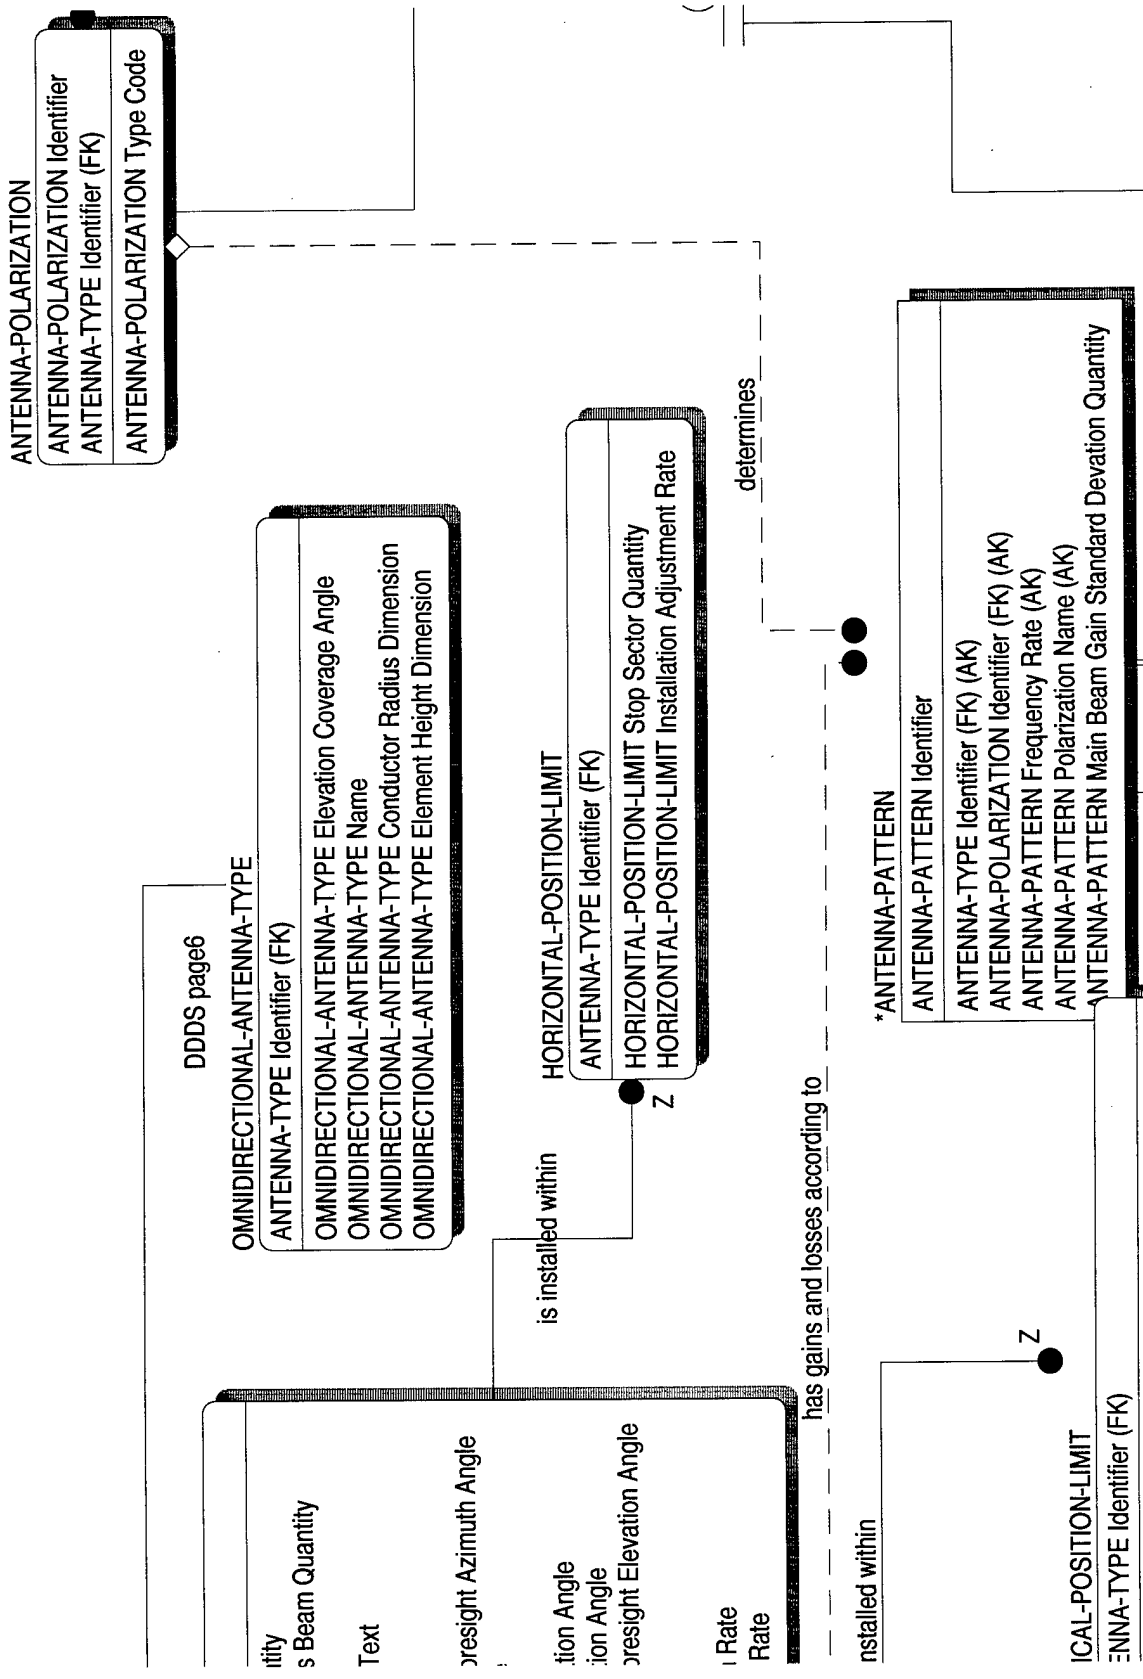 ANTENNA-POLARIZATION
ANTENNA-POLARIZATION Identifier
ANTENNA-TYPE Identifier (FK)
ANTENNA-POLARIZATION Type Code
DDDS page6
OMNIDIRECTIONAL-ANTENNA-TYPE
ANTENNA-TYPE Identifier (FK)
OMNIDIRECTIONAL-ANTENNA-TYPE Elevation Coverage Angle
OMNIDIRECTIONAL-ANTENNA-TYPE Name
OMNIDIRECTIONAL-ANTENNA-TYPE Conductor Radius Dimension
OMNIDIRECTIONAL-ANTENNA-TYPE Element Height Dimension
tity
s Beam Quantity
Text
oresight Azimuth Angle
tion Angle
tion Angle
oresight Elevation Angle
n Rate
Rate
is installed within
HORIZONTAL-POSITION-LIMIT
ANTENNA-TYPE Identifier (FK)
HORIZONTAL-POSITION-LIMIT Stop Sector Quantity
HORIZONTAL-POSITION-LIMIT Installation Adjustment Rate
Z
determines
has gains and losses according to
*ANTENNA-PATTERN
ANTENNA-PATTERN Identifier
ANTENNA-TYPE Identifier (FK) (AK)
ANTENNA-POLARIZATION Identifier (FK) (AK)
ANTENNA-PATTERN Frequency Rate (AK)
ANTENNA-PATTERN Polarization Name (AK)
ANTENNA-PATTERN Main Beam Gain Standard Devation Quantity
nstalled within
Z
ICAL-POSITION-LIMIT
ENNA-TYPE Identifier (FK)